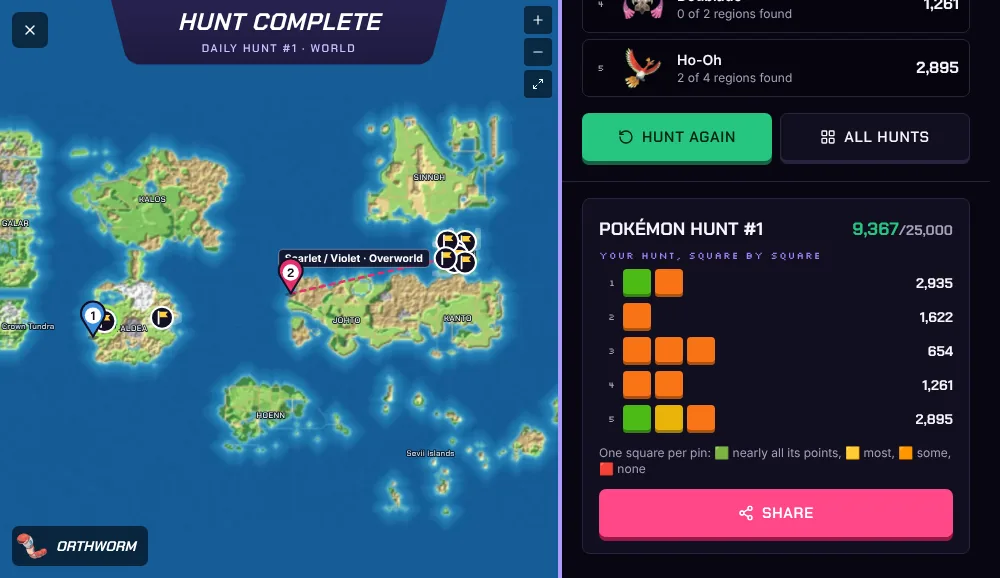 HUNT COMPLETE
DAILY HUNT #1 · WORLD
SINNOH
KALOS
GALAR
Scarlet / Violet · Overworld
2
1
ALDEA
Crown Tundra
JOHTO
KANTO
HOENN
Sevii Islands
ORTHWORM
4
0 of 2 regions found
1,261
5
Ho-Oh
2 of 4 regions found
2,895
HUNT AGAIN
ALL HUNTS
POKÉMON HUNT #1
9,367/25,000
YOUR HUNT, SQUARE BY SQUARE
1 2,935
2 1,622
3 654
4 1,261
5 2,895
One square per pin: 🟩 nearly all its points, 🟨 most, 🟧 some,
🟥 none
SHARE